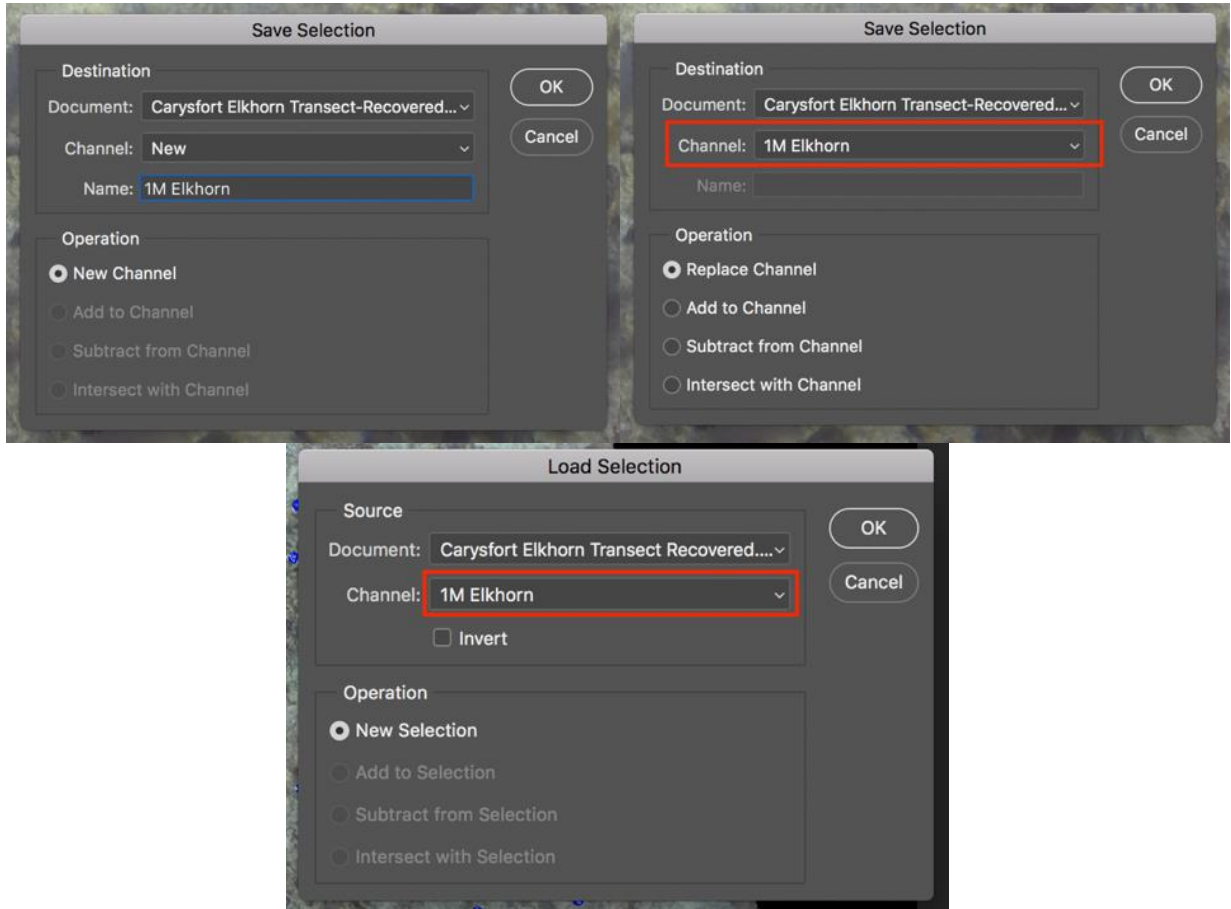 Save Selection
Destination
Document: Carysfort Elkhorn Transect-Recovered...
Channel: New
Name: 1M Elkhorn
OK
Cancel
Operation
New Channel
Add to Channel
Subtract from Channel
Intersect with Channel
Save Selection
Destination
Document: Carysfort Elkhorn Transect-Recovered...
Channel: 1M Elkhorn
Name:
OK
Cancel
Operation
Replace Channel
Add to Channel
Subtract from Channel
Intersect with Channel
Load Selection
Source
Document: Carysfort Elkhorn Transect Recovered....
Channel: 1M Elkhorn
Invert
OK
Cancel
Operation
New Selection
Add to Selection
Subtract from Selection
Intersect with Selection